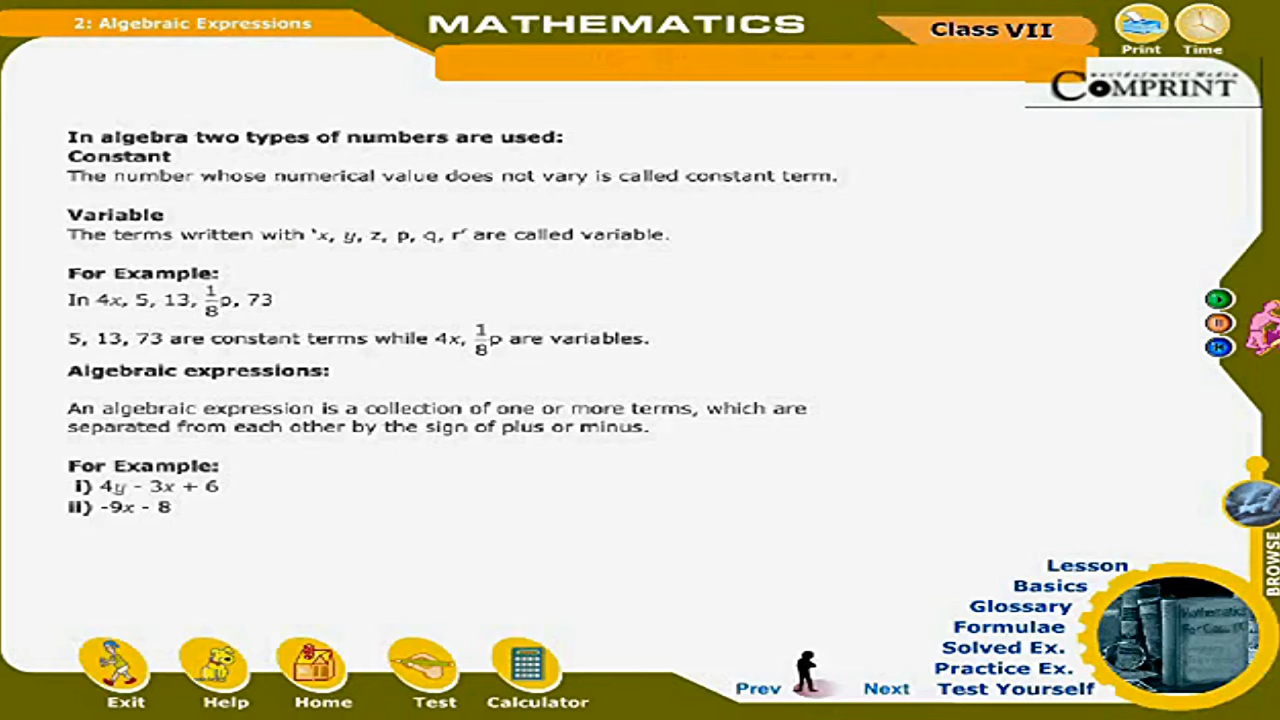 2: Algebraic Expressions
MATHEMATICS
Class VII
Print
Time
COMPRINT
In algebra two types of numbers are used:
Constant
The number whose numerical value does not vary is called constant term.
Variable
The terms written with ‘x, y, z, p, q, r’ are called variable.
For Example:
In 4x, 5, 13, 1/8p, 73
5, 13, 73 are constant terms while 4x, 1/8p are variables.
Algebraic expressions:
An algebraic expression is a collection of one or more terms, which are
separated from each other by the sign of plus or minus.
For Example:
i) 4y - 3x + 6
ii) -9x - 8
BROWSE
Lesson
Basics
Glossary
Formulae
Solved Ex.
Practice Ex.
Test Yourself
Mathematics
Prev
Next
Exit
Help
Home
Test
Calculator